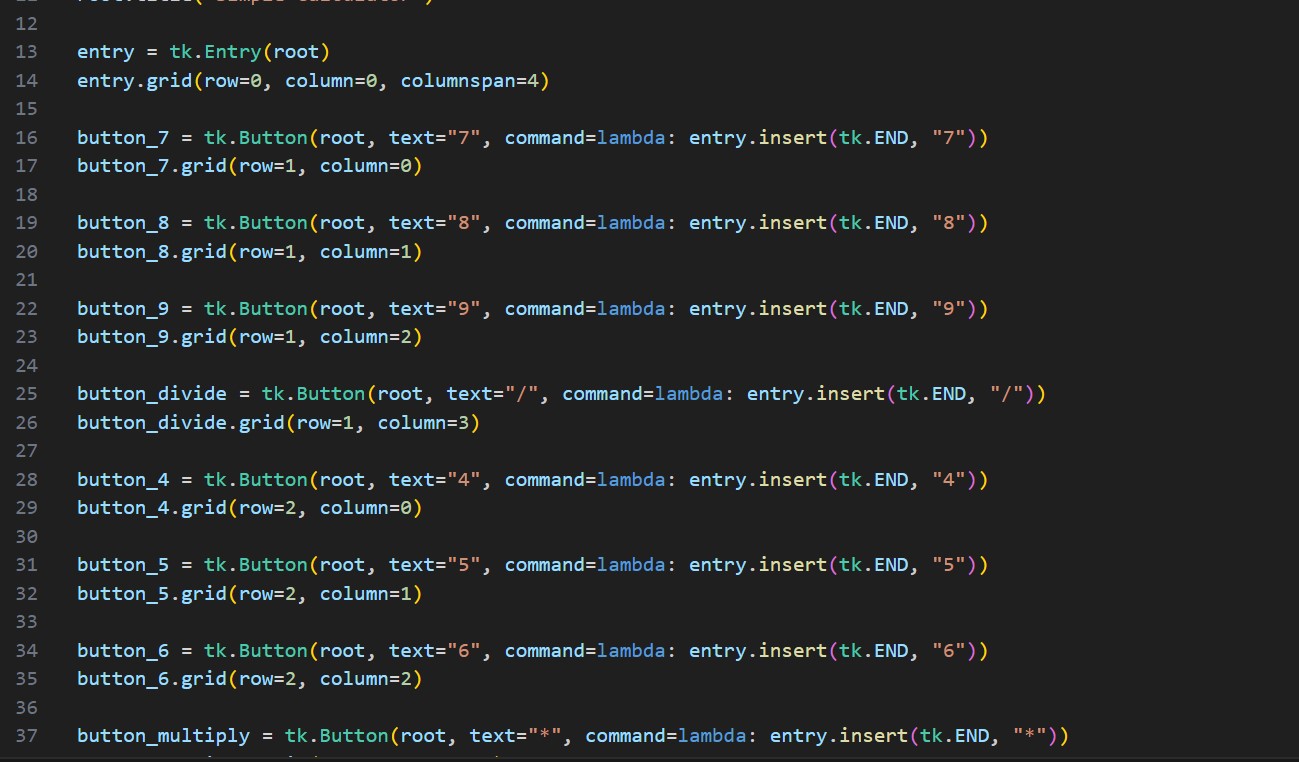 12
13 entry = tk.Entry(root)
14 entry.grid(row=0, column=0, columnspan=4)
15
16 button_7 = tk.Button(root, text="7", command=lambda: entry.insert(tk.END, "7"))
17 button_7.grid(row=1, column=0)
18
19 button_8 = tk.Button(root, text="8", command=lambda: entry.insert(tk.END, "8"))
20 button_8.grid(row=1, column=1)
21
22 button_9 = tk.Button(root, text="9", command=lambda: entry.insert(tk.END, "9"))
23 button_9.grid(row=1, column=2)
24
25 button_divide = tk.Button(root, text="/", command=lambda: entry.insert(tk.END, "/"))
26 button_divide.grid(row=1, column=3)
27
28 button_4 = tk.Button(root, text="4", command=lambda: entry.insert(tk.END, "4"))
29 button_4.grid(row=2, column=0)
30
31 button_5 = tk.Button(root, text="5", command=lambda: entry.insert(tk.END, "5"))
32 button_5.grid(row=2, column=1)
33
34 button_6 = tk.Button(root, text="6", command=lambda: entry.insert(tk.END, "6"))
35 button_6.grid(row=2, column=2)
36
37 button_multiply = tk.Button(root, text="*", command=lambda: entry.insert(tk.END, "*"))